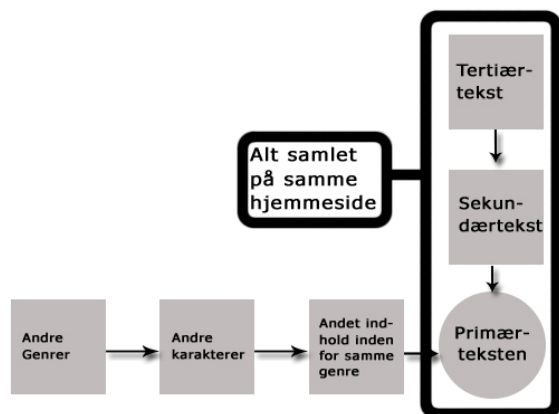 Tertiær-
tekst
Alt samlet
på samme
hjemmeside
Sekun-
dærtekst
Andre
Genrer
Andre
karakterer
Andet ind-
hold inden
for samme
genre
Primær-
teksten